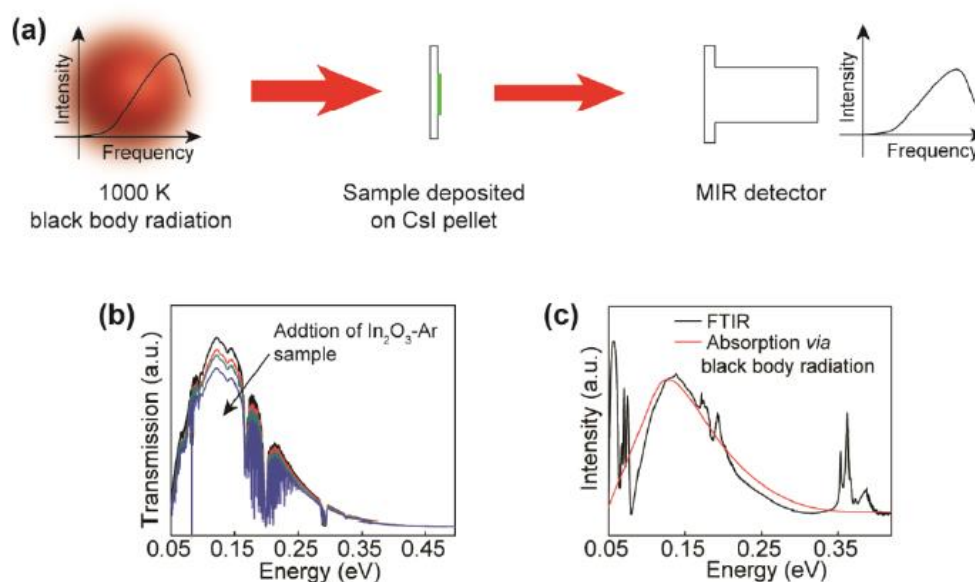 (a)
Intensity
Frequency
1000 K
black body radiation
Sample deposited
on CsI pellet
MIR detector
Intensity
Frequency
(b)
Transmission (a.u.)
Addtion of In₂O₃-Ar
sample
0.05 0.15 0.25 0.35 0.45
Energy (eV)
(c)
Intensity (a.u.)
FTIR
Absorption via
black body radiation
0.05 0.15 0.25 0.35
Energy (eV)